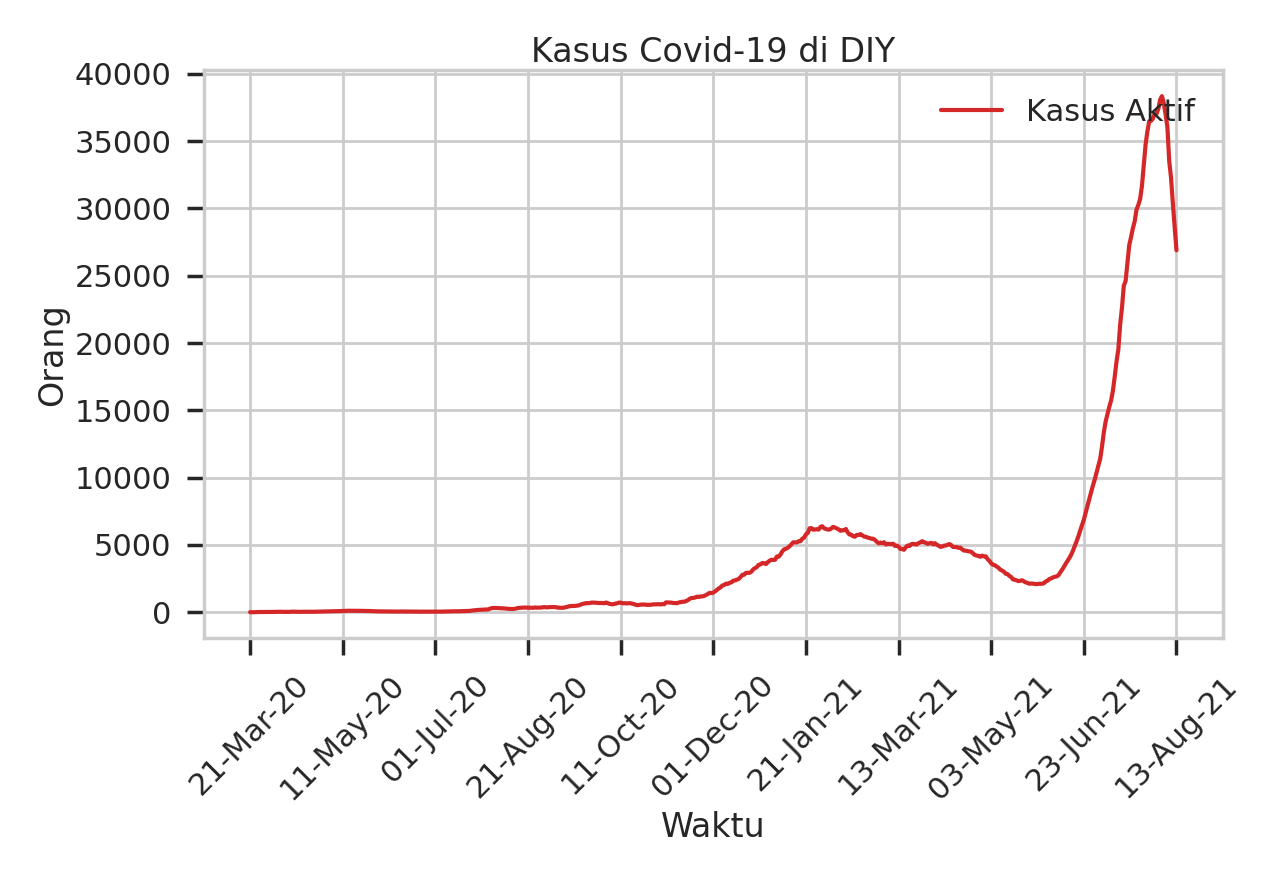 Kasus Covid-19 di DIY
Kasus Aktif
40000
35000
30000
25000
20000
15000
10000
5000
0
Orang
21-Mar-20
11-May-20
01-Jul-20
21-Aug-20
11-Oct-20
01-Dec-20
21-Jan-21
13-Mar-21
03-May-21
23-Jun-21
13-Aug-21
Waktu